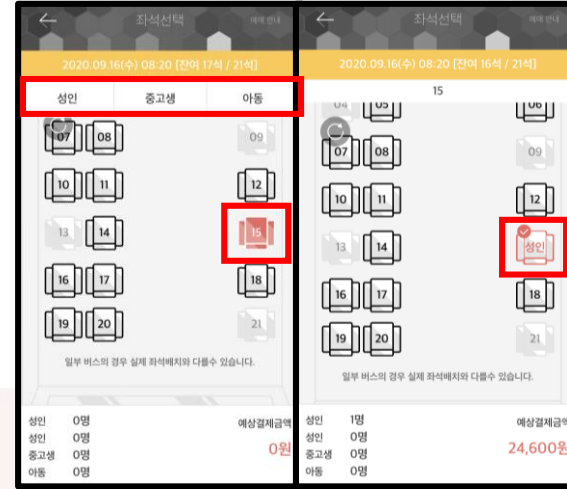 좌석선택 예매 안내
2020.09.16(수) 08:20 [잔여 17석 / 21석]
성인 중고생 아동
07 08 09
10 11 12
13 14 15
16 17 18
19 20 21
일부 버스의 경우 실제 좌석배치와 다를수 있습니다.
성인 0명 예상결제금액
성인 0명
중고생 0명 0원
아동 0명
좌석선택 예매 안내
2020.09.16(수) 08:20 [잔여 16석 / 21석]
15
04 05 06
07 08 09
10 11 12
13 14 성인
16 17 18
19 20 21
일부 버스의 경우 실제 좌석배치와 다를수 있습니다.
성인 1명 예상결제금액
성인 0명
중고생 0명 24,600원
아동 0명